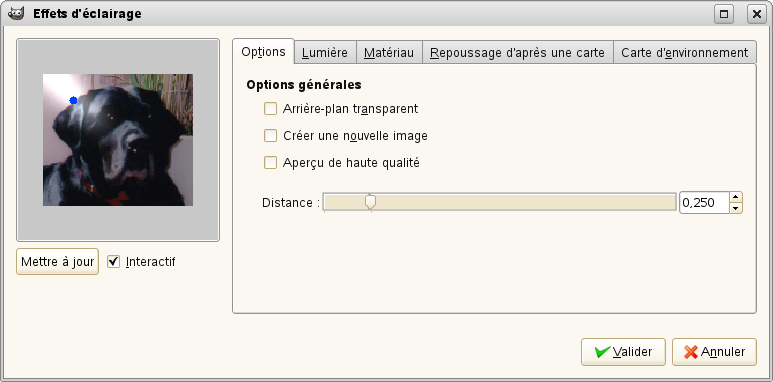 Effets d'éclairage
Options Lumière Matériau Repoussage d'après une carte Carte d'environnement
Options générales
Arrière-plan transparent
Créer une nouvelle image
Aperçu de haute qualité
Distance : 0,250
Mettre à jour Interactif
Valider Annuler